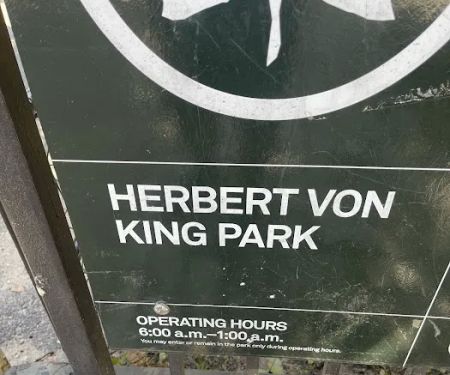 HERBERT VON
KING PARK
OPERATING HOURS
6:00 a.m.–1:00 a.m.
You may enter or remain in the park only during operating hours.